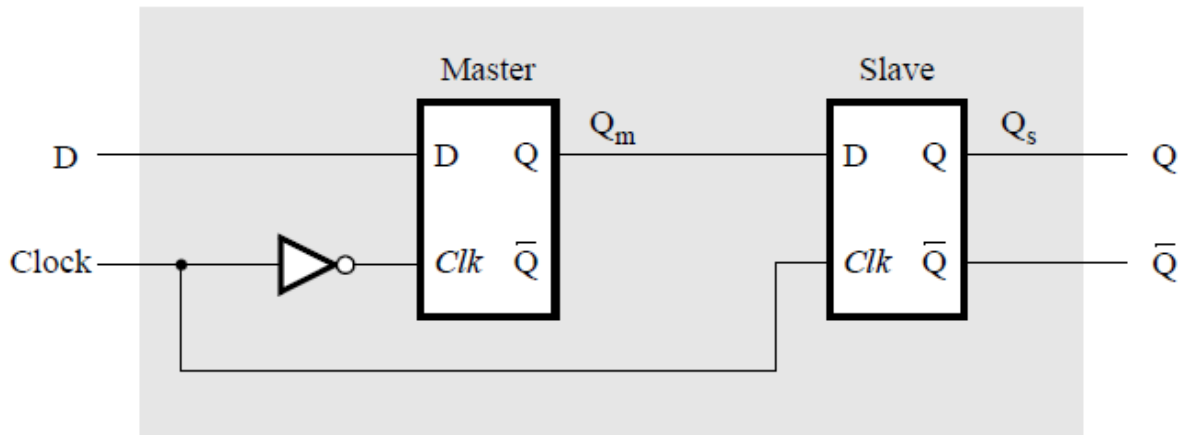 Master Slave
D D Q Qₘ D Q Qₛ Q
Clock Clk Q̅ Clk Q̅ Q̅